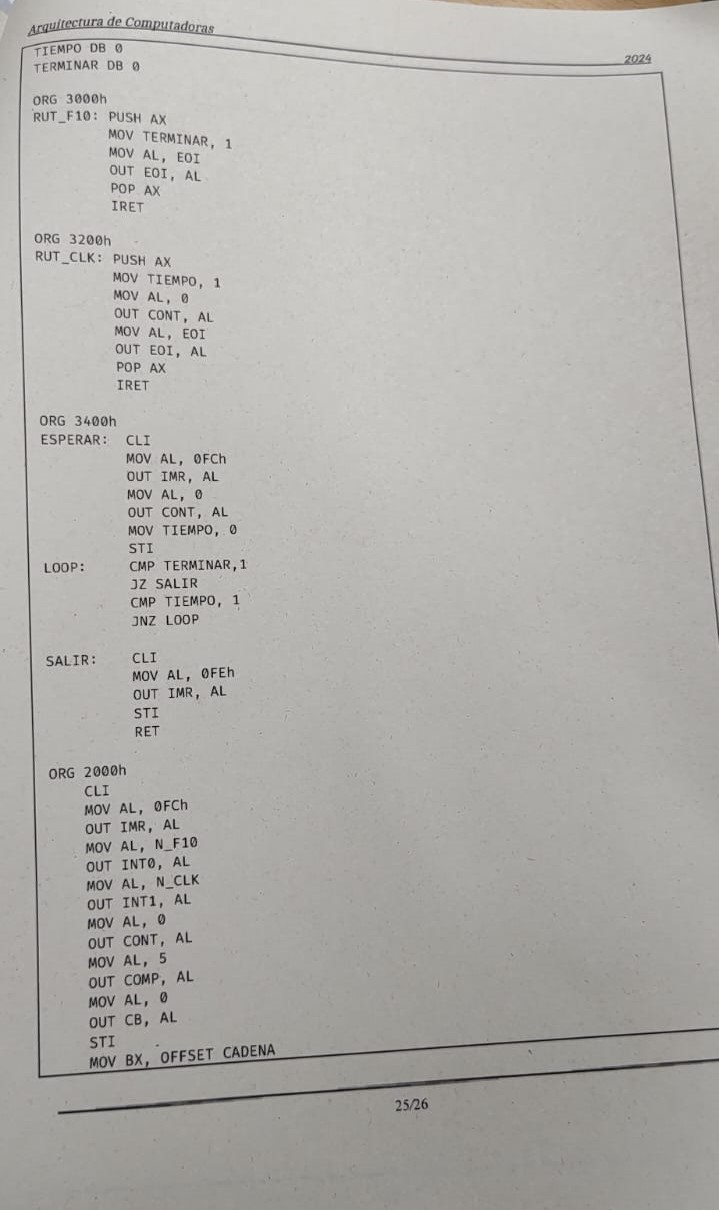 Arquitectura de Computadoras
2024
TIEMPO DB 0
TERMINAR DB 0
ORG 3000h
RUT_F10: PUSH AX
MOV TERMINAR, 1
MOV AL, EOI
OUT EOI, AL
POP AX
IRET
ORG 3200h
RUT_CLK: PUSH AX
MOV TIEMPO, 1
MOV AL, 0
OUT CONT, AL
MOV AL, EOI
OUT EOI, AL
POP AX
IRET
ORG 3400h
ESPERAR: CLI
MOV AL, 0FCh
OUT IMR, AL
MOV AL, 0
OUT CONT, AL
MOV TIEMPO, 0
STI
LOOP: CMP TERMINAR,1
JZ SALIR
CMP TIEMPO, 1
JNZ LOOP
SALIR: CLI
MOV AL, 0FEh
OUT IMR, AL
STI
RET
ORG 2000h
CLI
MOV AL, 0FCh
OUT IMR, AL
MOV AL, N_F10
OUT INT0, AL
MOV AL, N_CLK
OUT INT1, AL
MOV AL, 0
OUT CONT, AL
MOV AL, 5
OUT COMP, AL
MOV AL, 0
OUT CB, AL
STI
MOV BX, OFFSET CADENA
25/26